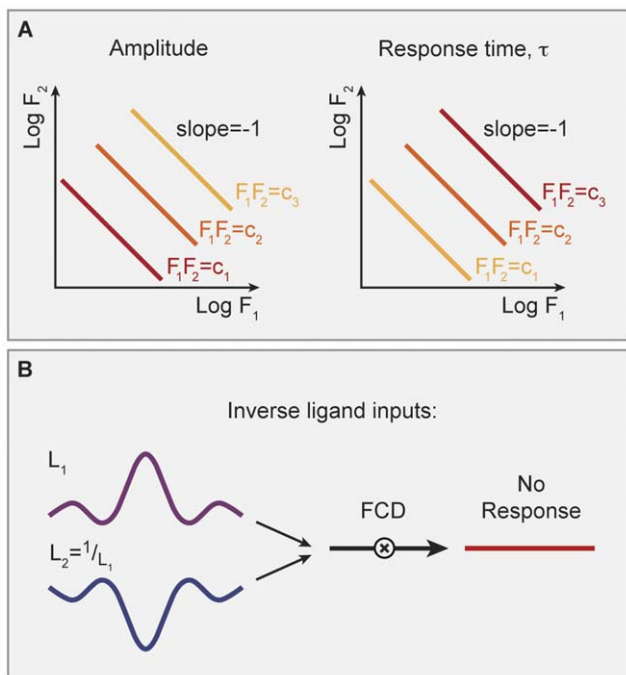 A
Amplitude
Log F₂
slope=-1
F₁F₂=c₃
F₁F₂=c₂
F₁F₂=c₁
Log F₁
Response time, τ
Log F₂
slope=-1
F₁F₂=c₃
F₁F₂=c₂
F₁F₂=c₁
Log F₁
B
Inverse ligand inputs:
L₁
L₂=¹/L₁
FCD
No
Response